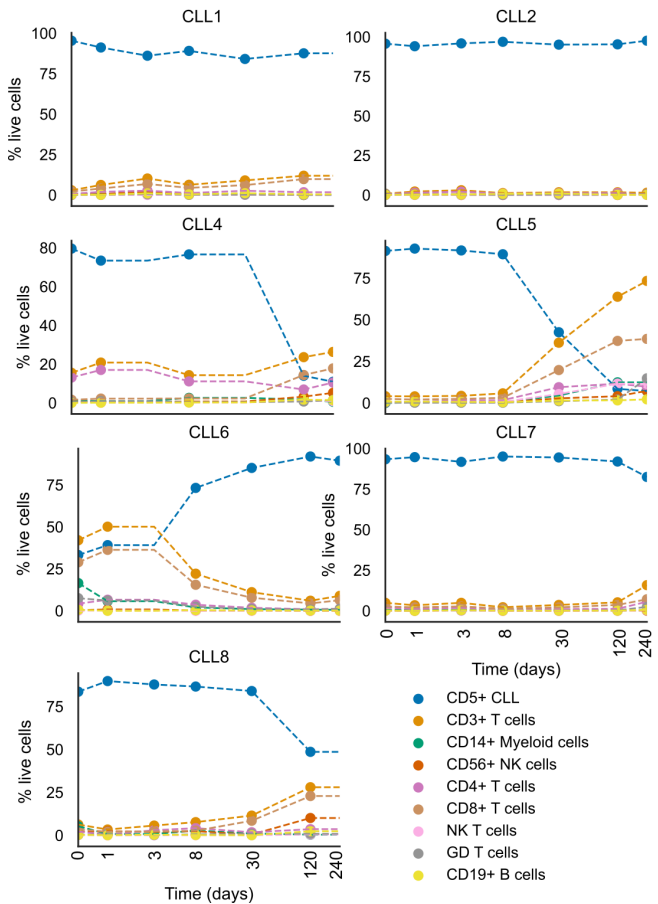 CLL1
CLL2
% live cells
100
75
50
25
0
100
75
50
25
0
CLL4
CLL5
% live cells
80
60
40
20
0
75
50
25
0
CLL6
CLL7
% live cells
75
50
25
0
% live cells
100
75
50
25
0
0 1 3 8 30 120 240
Time (days)
CLL8
% live cells
75
50
25
0
0 1 3 8 30 120 240
Time (days)
CD5+ CLL
CD3+ T cells
CD14+ Myeloid cells
CD56+ NK cells
CD4+ T cells
CD8+ T cells
NK T cells
GD T cells
CD19+ B cells